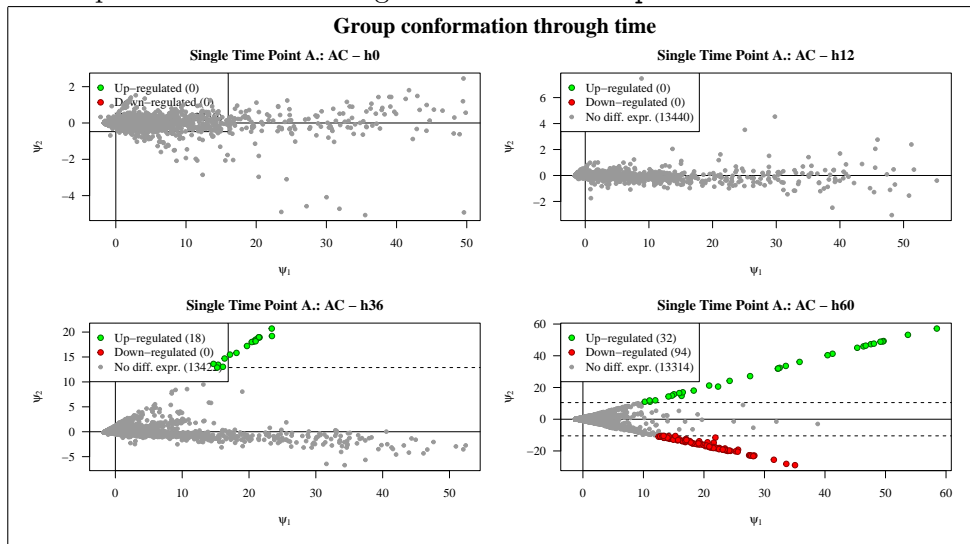 Group conformation through time
Single Time Point A.: AC − h0
Up−regulated (0)
Down−regulated (0)
2
0
−2
−4
ψ2
0 10 20 30 40 50
ψ1
Single Time Point A.: AC − h12
Up−regulated (0)
Down−regulated (0)
No diff. expr. (13440)
6
4
2
0
−2
ψ2
0 10 20 30 40 50
ψ1
Single Time Point A.: AC − h36
Up−regulated (18)
Down−regulated (0)
No diff. expr.
20
15
10
5
0
−5
ψ2
0 10 20 30 40 50
ψ1
Single Time Point A.: AC − h60
Up−regulated (32)
Down−regulated (94)
No diff. expr. (13314)
60
40
20
0
−20
ψ2
0 10 20 30 40 50 60
ψ1